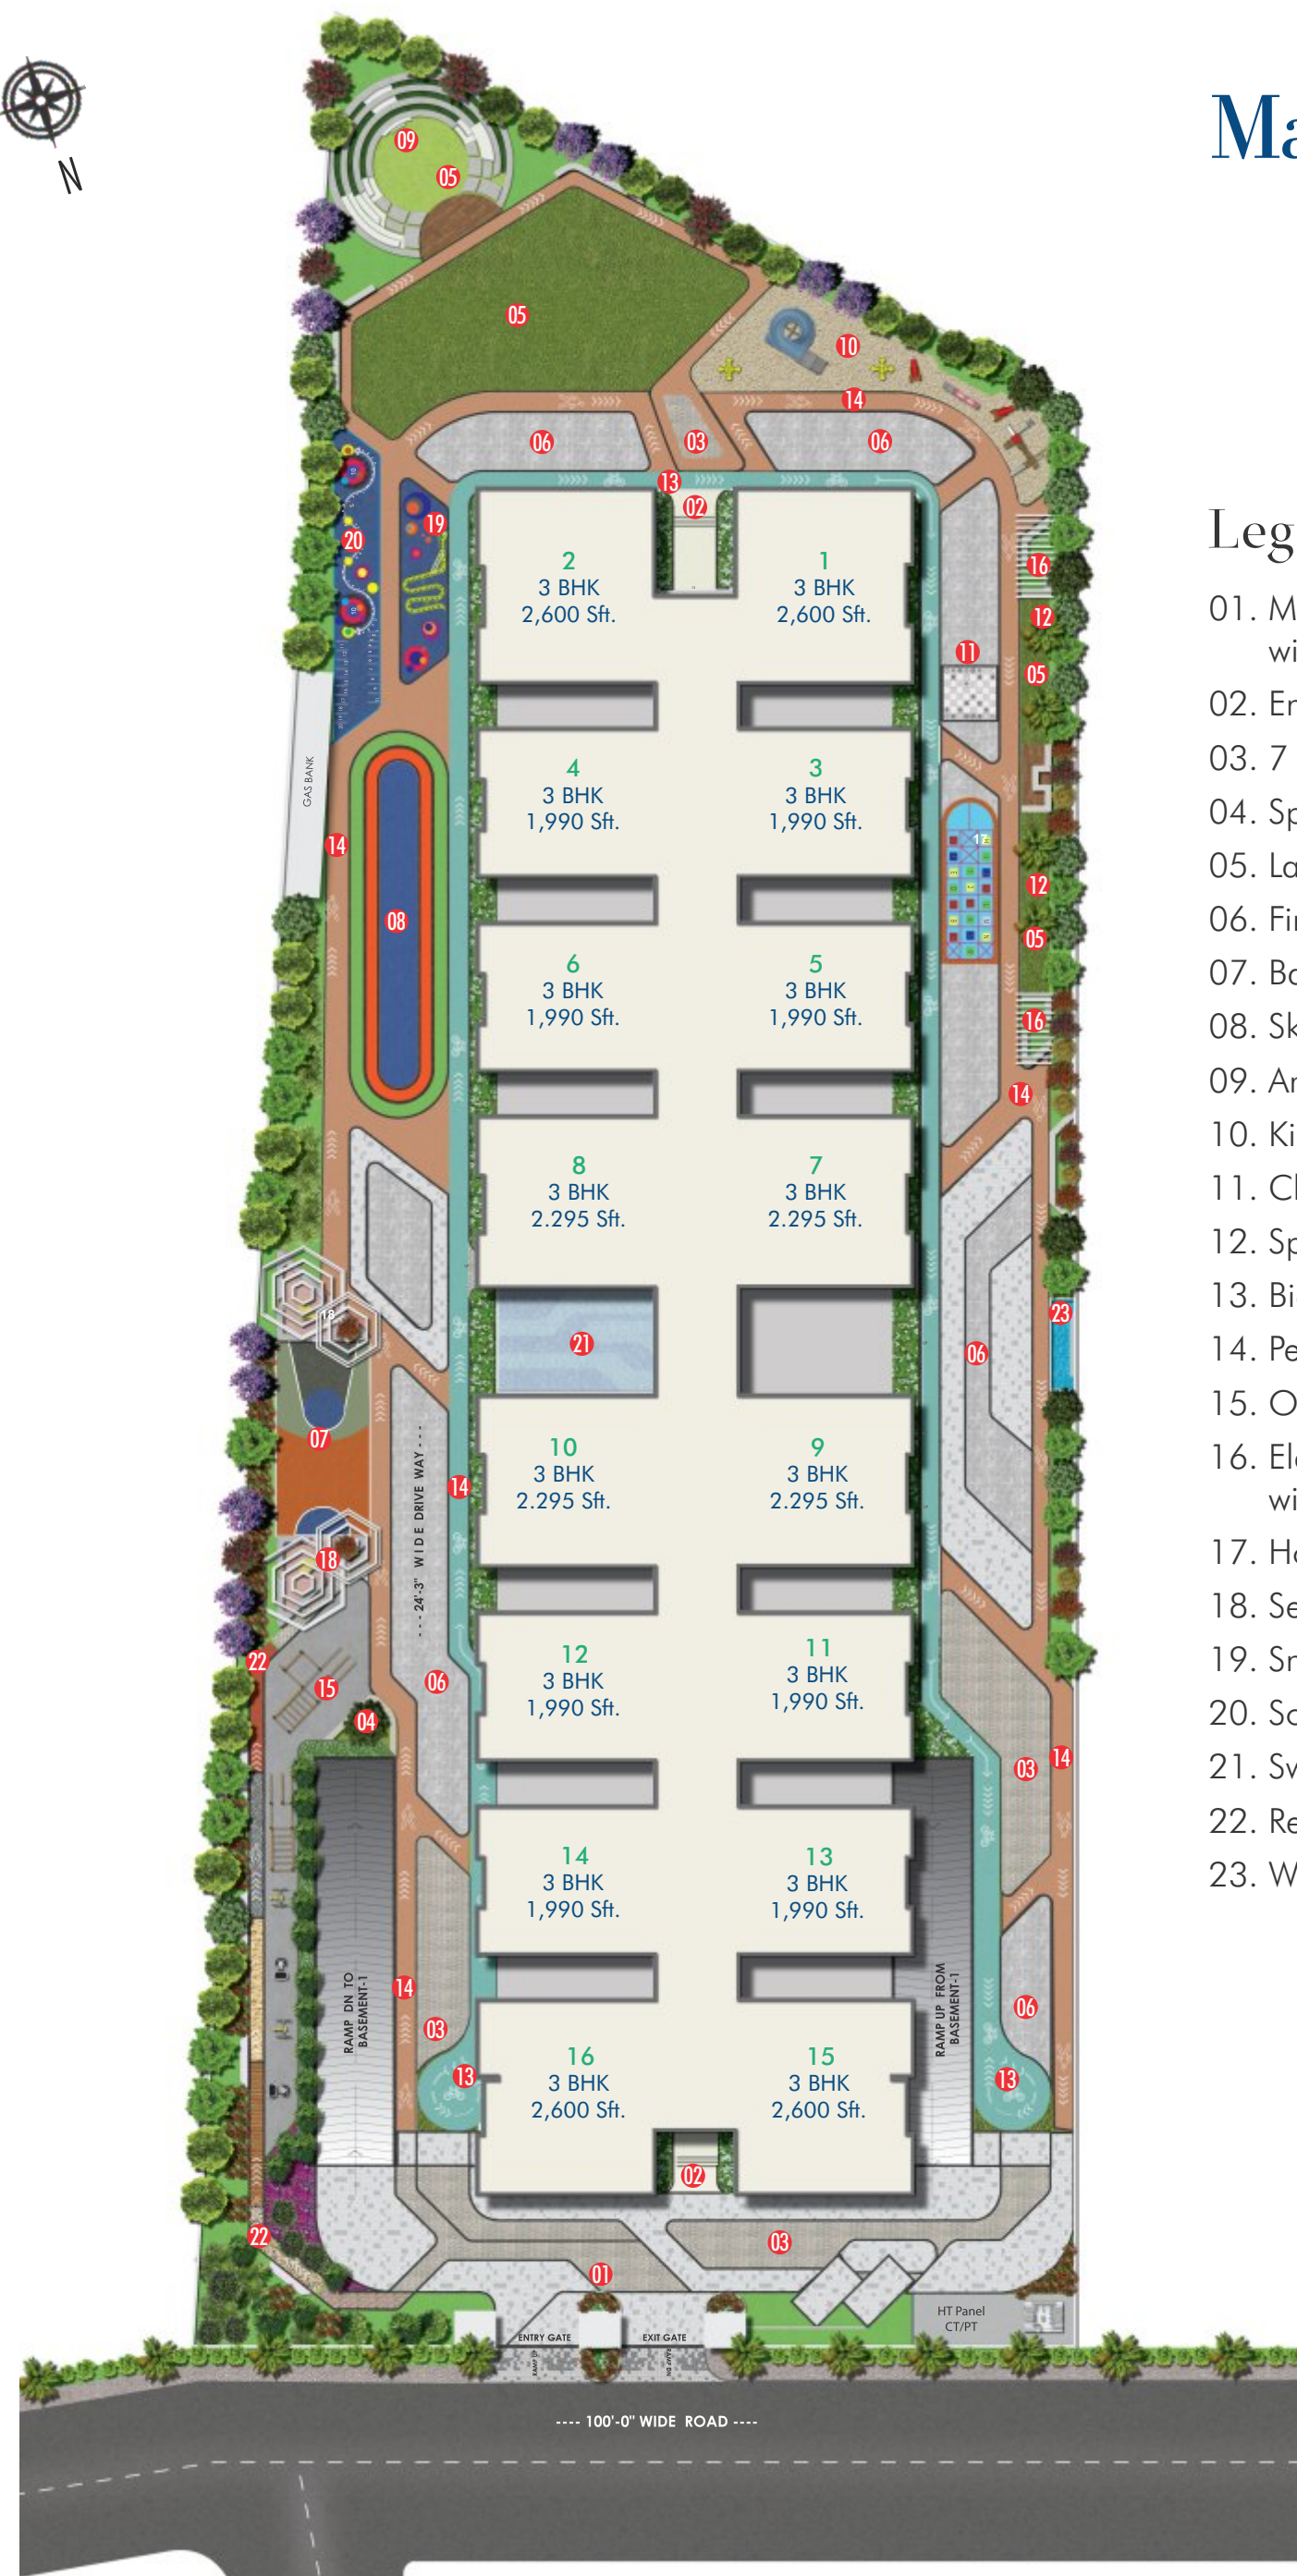 N
Ma
09
05
05
10
14
06
03
06
13
02
19
20
16
12
05
11
2
3 BHK
2,600 Sft.
1
3 BHK
2,600 Sft.
4
3 BHK
1,990 Sft.
3
3 BHK
1,990 Sft.
GAS BANK
14
08
17
12
05
16
14
6
3 BHK
1,990 Sft.
5
3 BHK
1,990 Sft.
8
3 BHK
2.295 Sft.
7
3 BHK
2.295 Sft.
18
21
23
06
07
14
---- 24'-3" WIDE DRIVE WAY ----
10
3 BHK
2.295 Sft.
9
3 BHK
2.295 Sft.
18
22
15
04
06
12
3 BHK
1,990 Sft.
11
3 BHK
1,990 Sft.
03
14
14
3 BHK
1,990 Sft.
13
3 BHK
1,990 Sft.
RAMP DN TO
BASEMENT-1
14
03
13
RAMP UP FROM
BASEMENT-1
06
13
16
3 BHK
2,600 Sft.
15
3 BHK
2,600 Sft.
02
22
03
01
HT Panel
CT/PT
ENTRY GATE
EXIT GATE
RAMP UP
RAMP DN
---- 100'-0" WIDE ROAD ----
Leg
01. M
wi
02. En
03. 7
04. Sp
05. La
06. Fir
07. Ba
08. Sk
09. An
10. Ki
11. Cl
12. Sp
13. Bi
14. Pe
15. O
16. Ele
wi
17. Ho
18. Se
19. Sn
20. So
21. Sw
22. Re
23. W